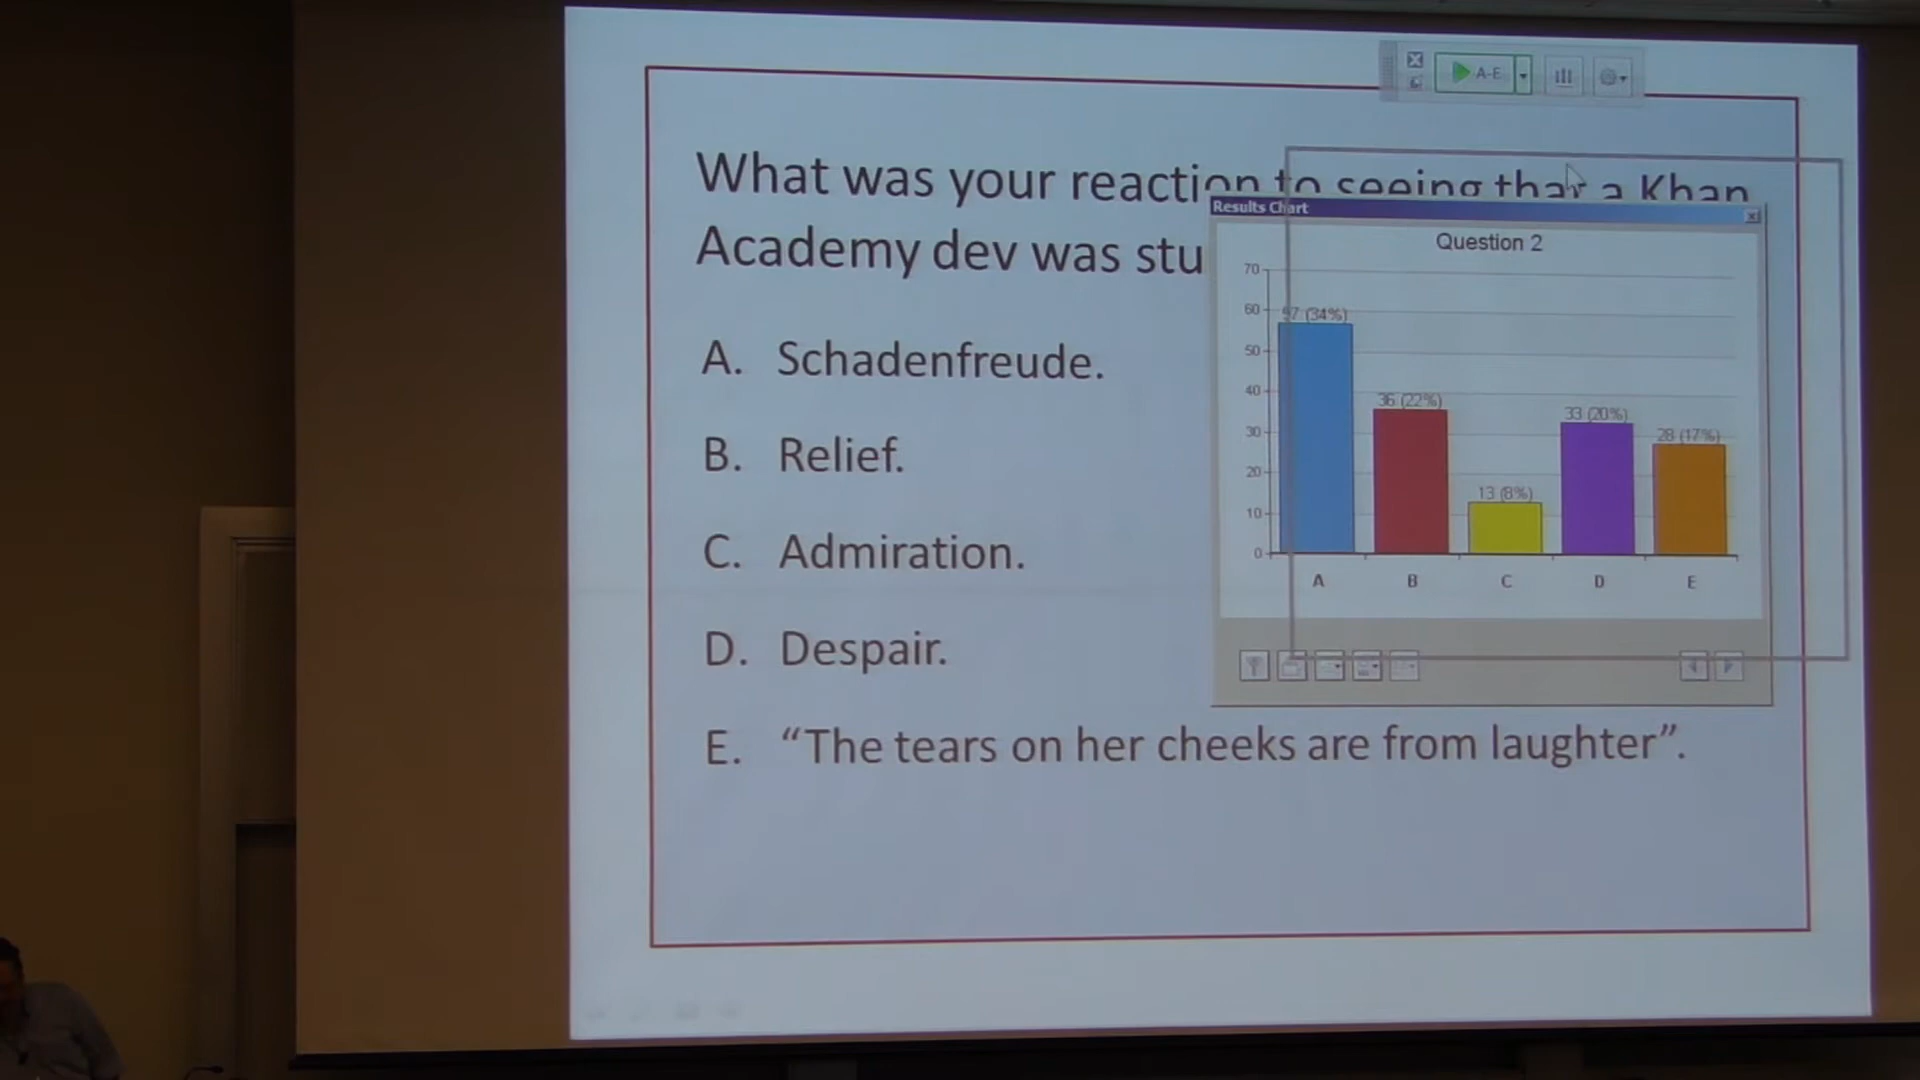 A-E
What was your reaction to seeing that a Khan
Academy dev was stu
Results Chart
Question 2
70
60
50
40
30
20
10
0
57 (34%)
36 (22%)
13 (8%)
33 (20%)
28 (17%)
A
B
C
D
E
A. Schadenfreude.
B. Relief.
C. Admiration.
D. Despair.
E. “The tears on her cheeks are from laughter”.